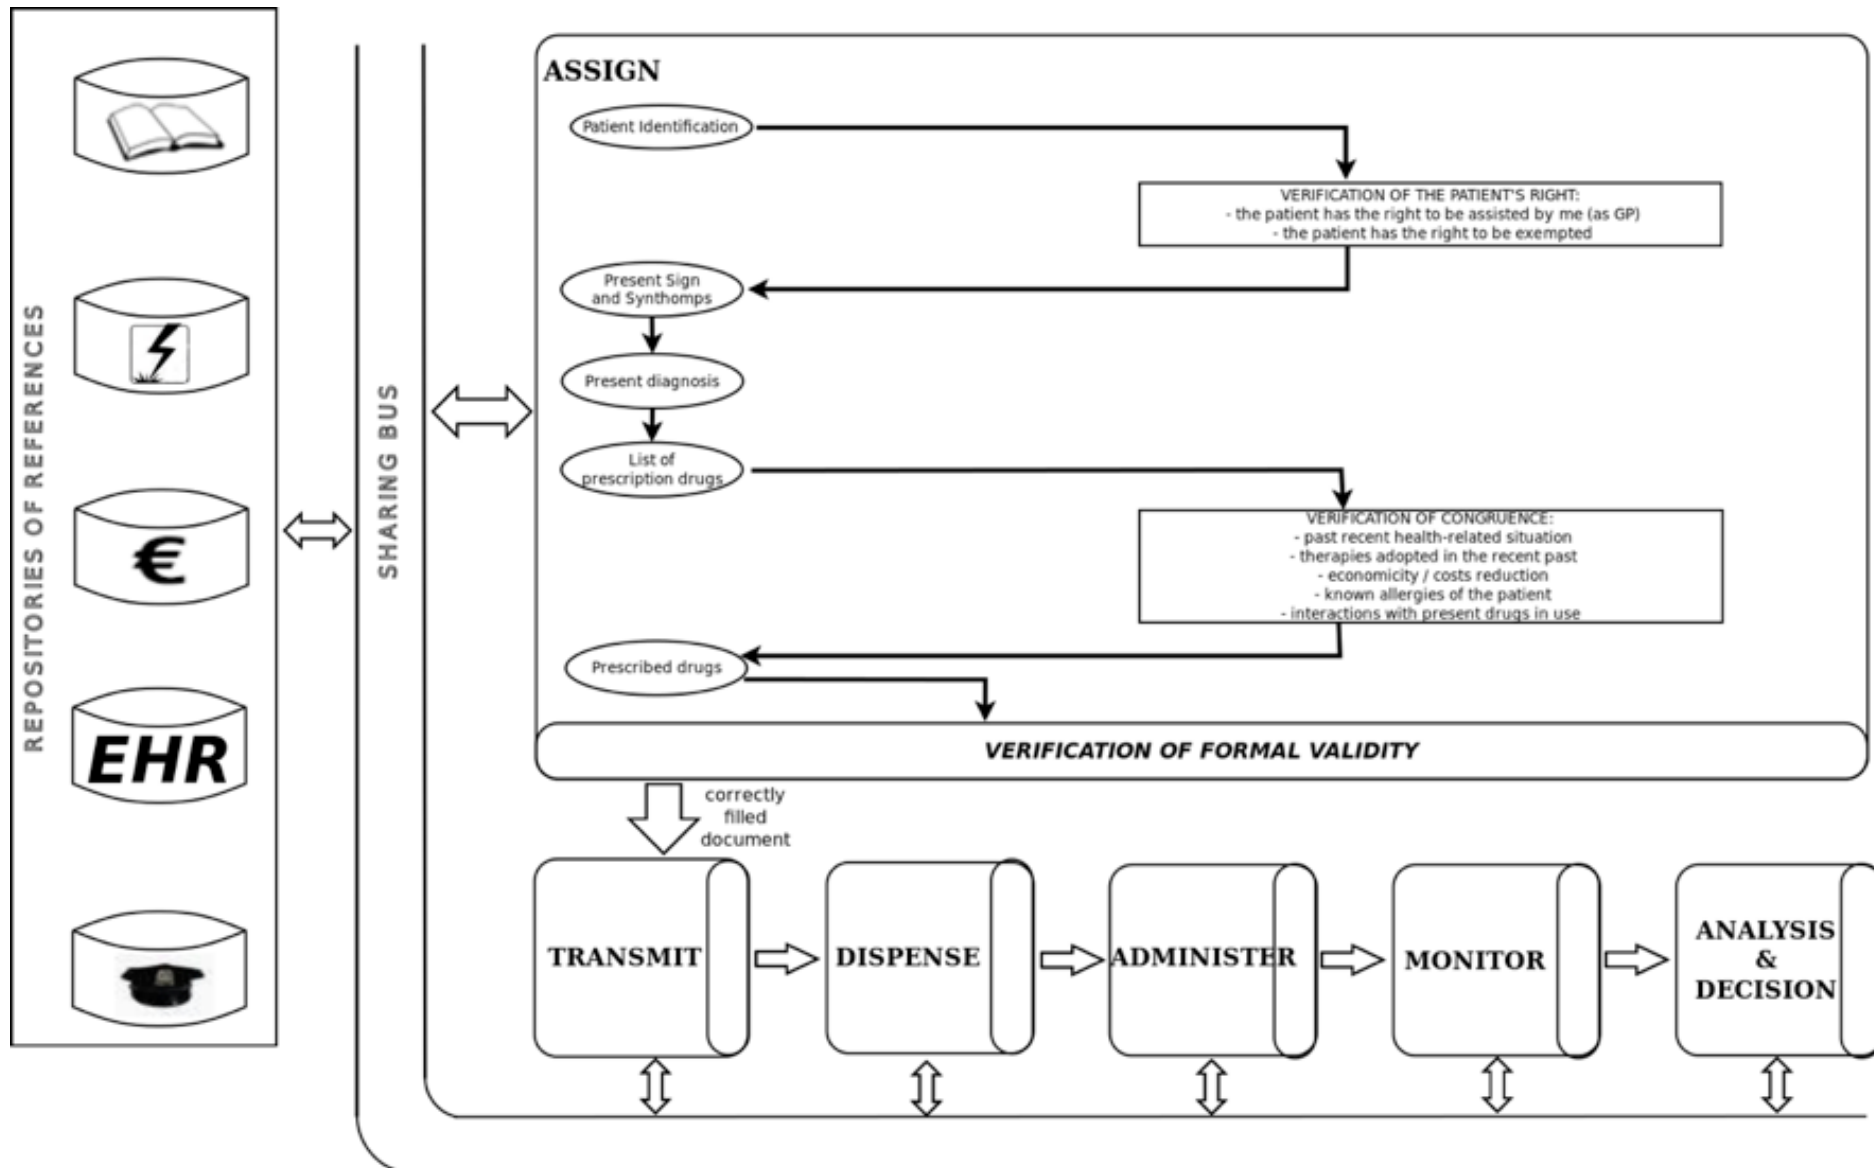 REPOSITORIES OF REFERENCES
€
EHR
SHARING BUS
ASSIGN
Patient Identification
VERIFICATION OF THE PATIENT'S RIGHT:
- the patient has the right to be assisted by me (as GP)
- the patient has the right to be exempted
Present Sign
and Synthomps
Present diagnosis
List of
prescription drugs
VERIFICATION OF CONGRUENCE:
- past recent health-related situation
- therapies adopted in the recent past
- economicity / costs reduction
- known allergies of the patient
- interactions with present drugs in use
Prescribed drugs
VERIFICATION OF FORMAL VALIDITY
correctly
filled
document
TRANSMIT
DISPENSE
ADMINISTER
MONITOR
ANALYSIS
&
DECISION